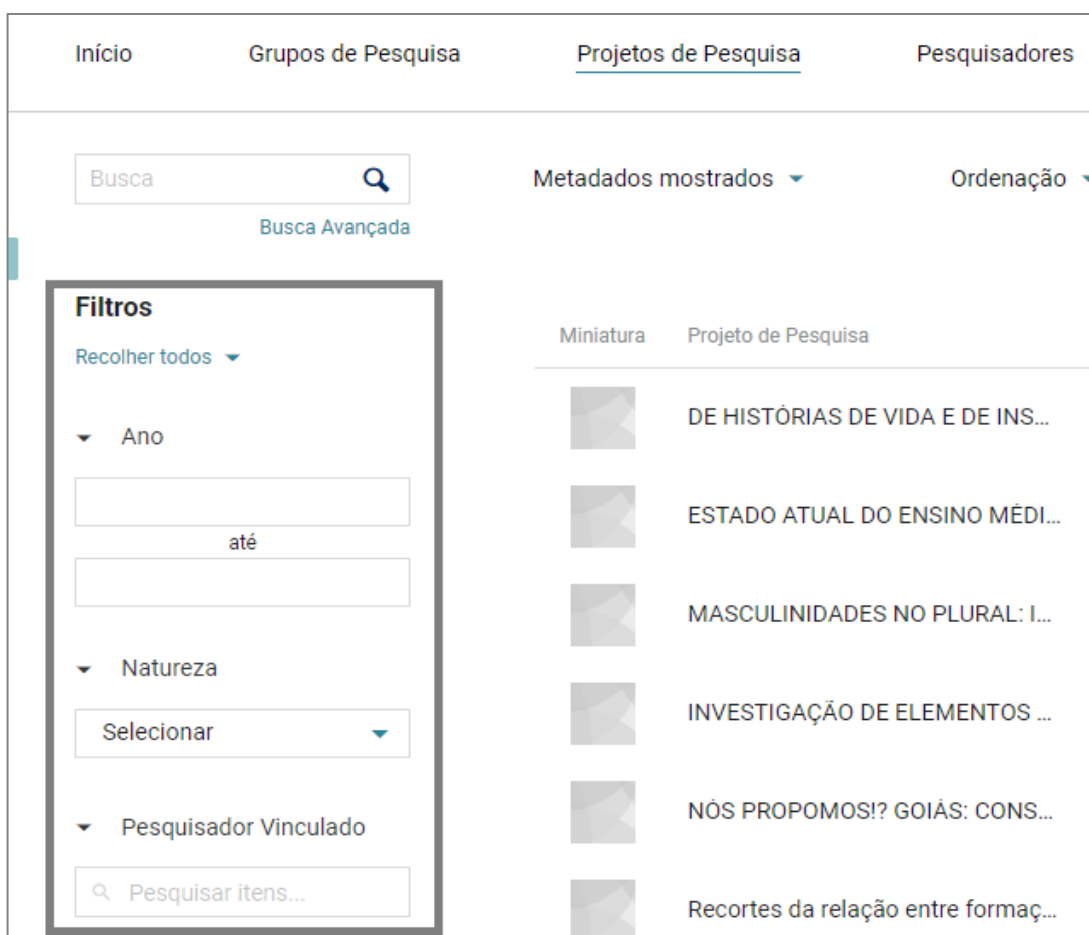 Início Grupos de Pesquisa Projetos de Pesquisa Pesquisadores
Busca
Metadados mostrados Ordenação
Busca Avançada
Filtros
Recolher todos
Ano
até
Natureza
Selecionar
Pesquisador Vinculado
Pesquisar itens...
Miniatura Projeto de Pesquisa
DE HISTÓRIAS DE VIDA E DE INS...
ESTADO ATUAL DO ENSINO MÉDI...
MASCULINIDADES NO PLURAL: I...
INVESTIGAÇÃO DE ELEMENTOS ...
NÓS PROPOMOS!? GOIÁS: CONS...
Recortes da relação entre formaç...